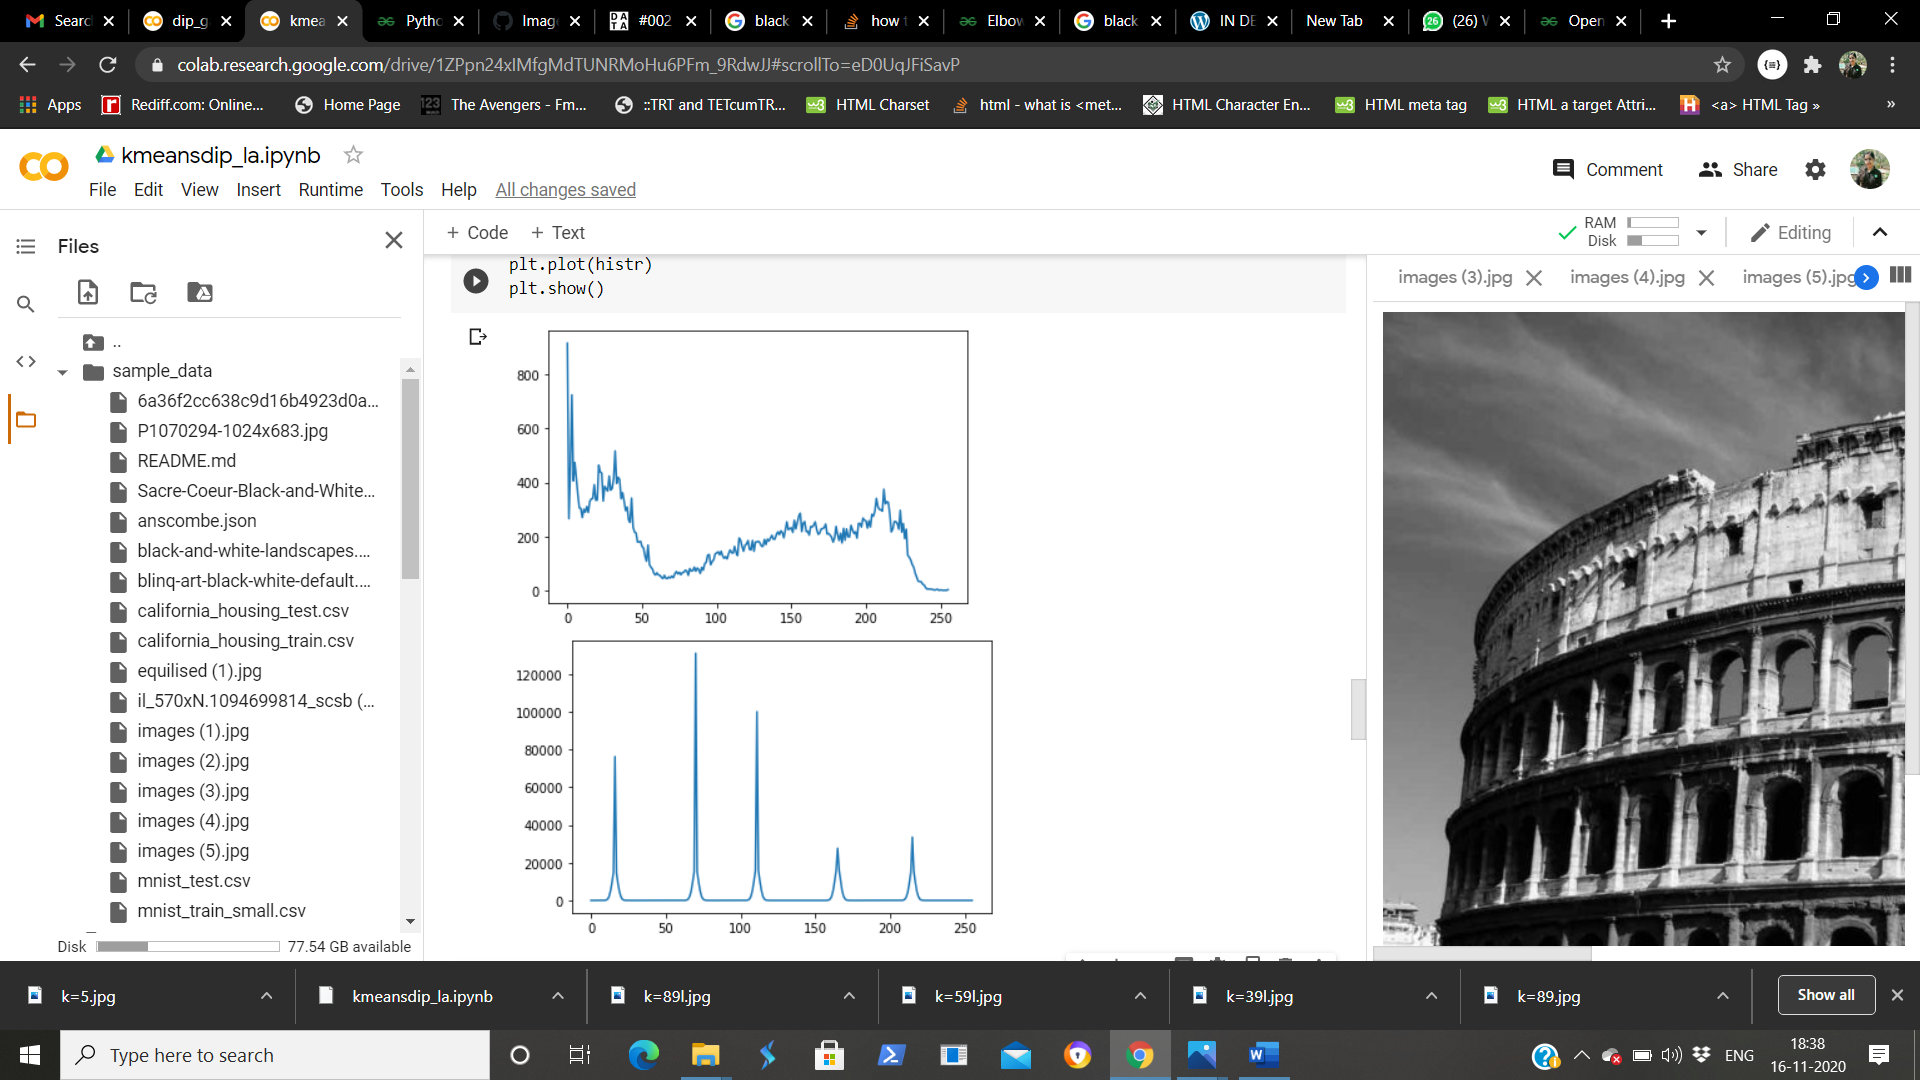 Searc
dip_g
kmea
Pytho
Imag
#002
black
how t
Elbow
black
IN DE
New Tab
(26) V
Open
colab.research.google.com/drive/1ZPpn24xIMfgMdTUNRMoHu6PFm_9RdwJJ#scrollTo=eD0UqJFiSavP
Apps
Rediff.com: Online...
Home Page
The Avengers - Fm...
::TRT and TETcumTR...
HTML Charset
html - what is <met...
HTML Character En...
HTML meta tag
HTML a target Attri...
<a> HTML Tag »
»
CO
kmeansdip_la.ipynb
Comment
Share
File Edit View Insert Runtime Tools Help All changes saved
Files
+ Code + Text
RAM
Disk
Editing
plt.plot(histr)
plt.show()
images (3).jpg
images (4).jpg
images (5).jpg
..
sample_data
6a36f2cc638c9d16b4923d0a...
P1070294-1024x683.jpg
README.md
Sacre-Coeur-Black-and-White...
anscombe.json
black-and-white-landscapes....
blinq-art-black-white-default....
california_housing_test.csv
california_housing_train.csv
equilised (1).jpg
il_570xN.1094699814_scsb (...
images (1).jpg
images (2).jpg
images (3).jpg
images (4).jpg
images (5).jpg
mnist_test.csv
mnist_train_small.csv
Disk 77.54 GB available
800
600
400
200
0
0 50 100 150 200 250
120000
100000
80000
60000
40000
20000
0
0 50 100 150 200 250
k=5.jpg
kmeansdip_la.ipynb
k=89l.jpg
k=59l.jpg
k=39l.jpg
k=89.jpg
Show all
Type here to search
ENG
18:38
16-11-2020